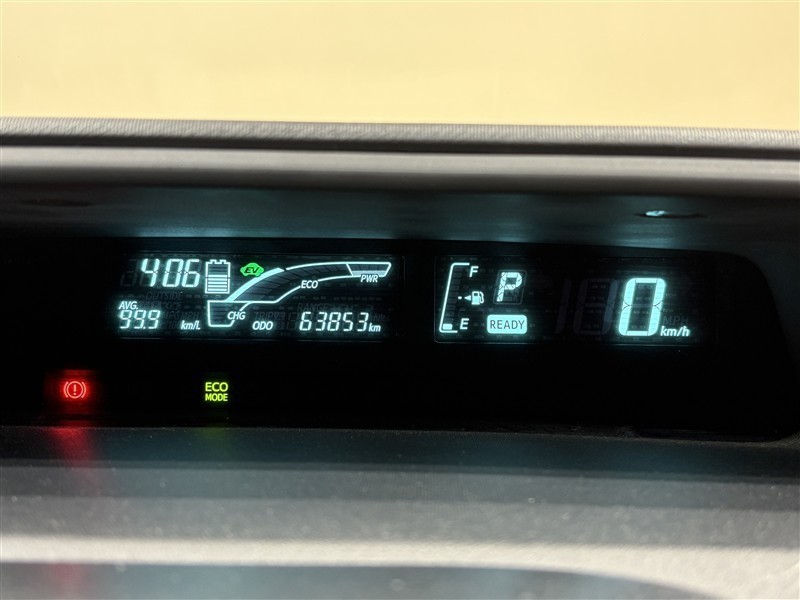 406
EV
ECO
PWR
CHG
AVG.
99.9 km/L
ODO 63853 km
F
E
P
READY
0 km/h
ECO
MODE